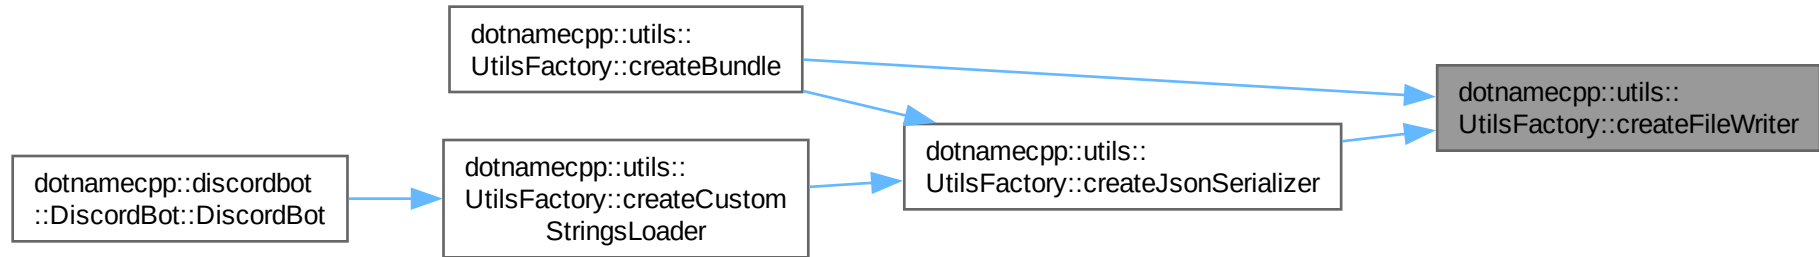 dotnamecpp::utils::
UtilsFactory::createBundle
dotnamecpp::utils::
UtilsFactory::createFileWriter
dotnamecpp::utils::
UtilsFactory::createJsonSerializer
dotnamecpp::utils::
UtilsFactory::createCustom
StringsLoader
dotnamecpp::discordbot
::DiscordBot::DiscordBot